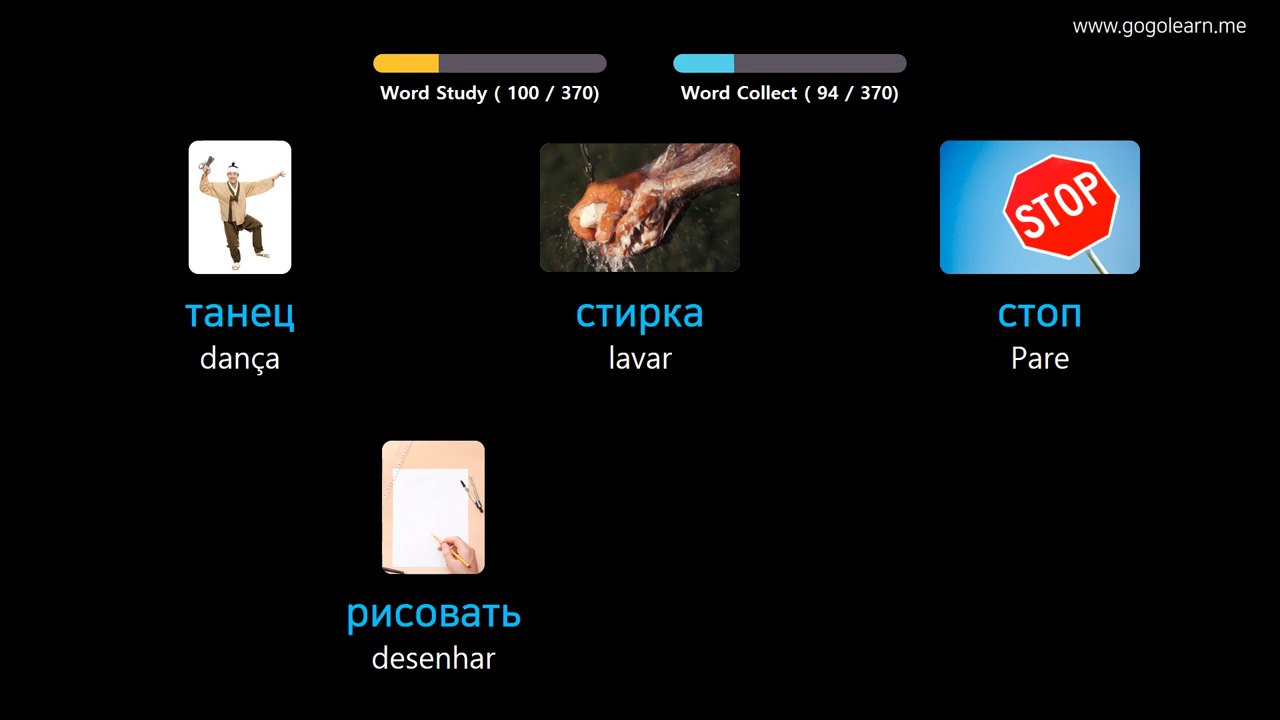 www.gogolearn.me
Word Study ( 100 / 370)
Word Collect ( 94 / 370)
STOP
танец
dança
стирка
lavar
стоп
Pare
рисовать
desenhar